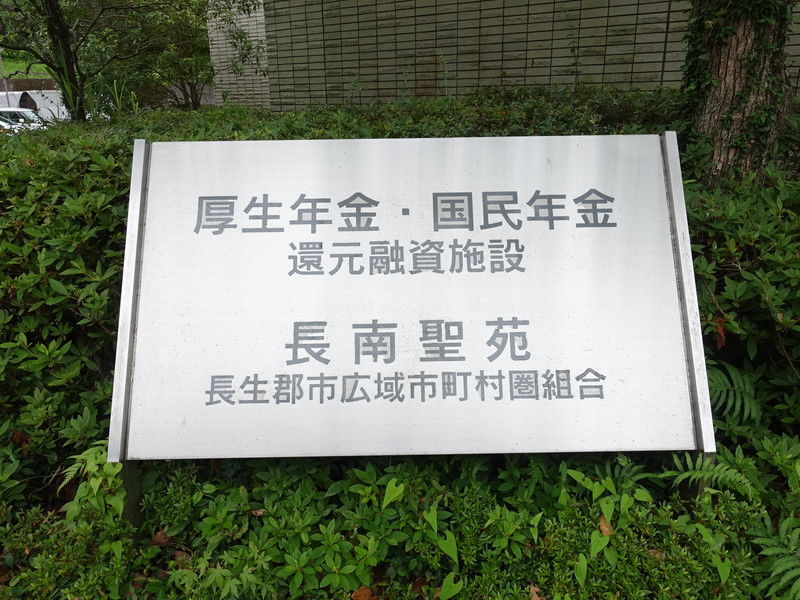 厚生年金・国民年金
還元融資施設
長南聖苑
長生郡市広域市町村圏組合